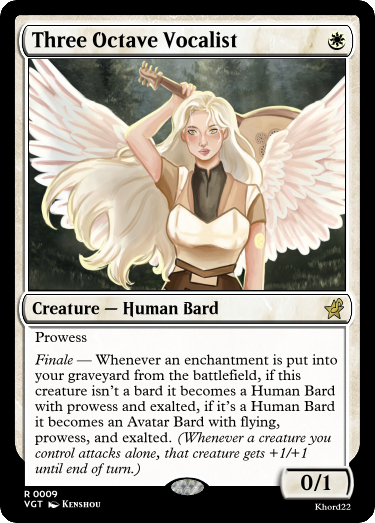 Three Octave Vocalist
Creature — Human Bard
Prowess
Finale — Whenever an enchantment is put into
your graveyard from the battlefield, if this
creature isn't a bard it becomes a Human Bard
with prowess and exalted, if it's a Human Bard
it becomes an Avatar Bard with flying,
prowess, and exalted. (Whenever a creature you
control attacks alone, that creature gets +1/+1
until end of turn.)
0/1
R 0009
VGT Kenshou
Khord22